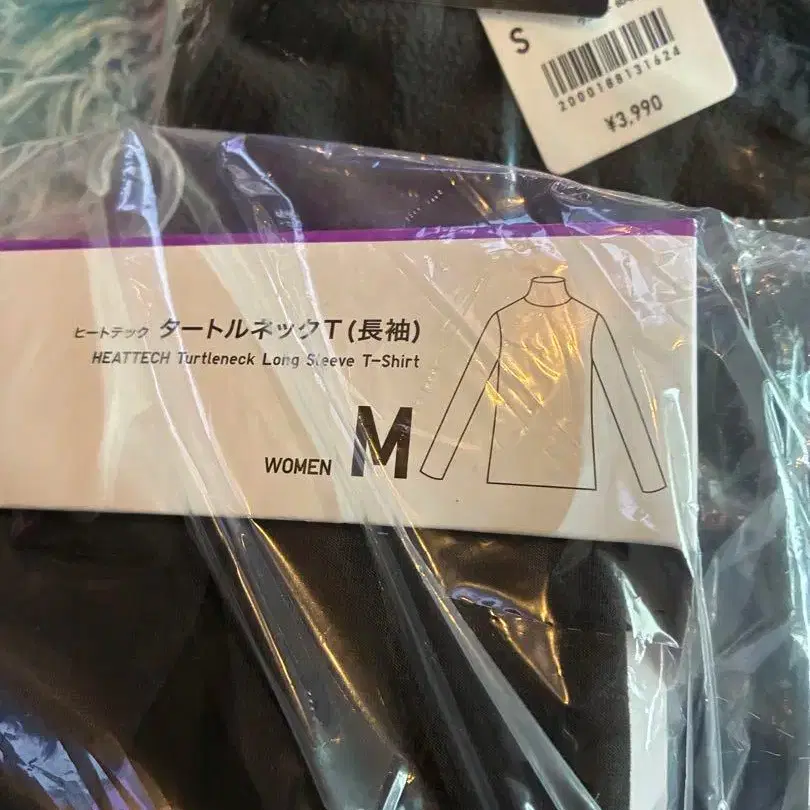 S
2000188131624
¥3,990
ヒートテック タートルネックT(長袖)
HEATTECH Turtleneck Long Sleeve T-Shirt
WOMEN M